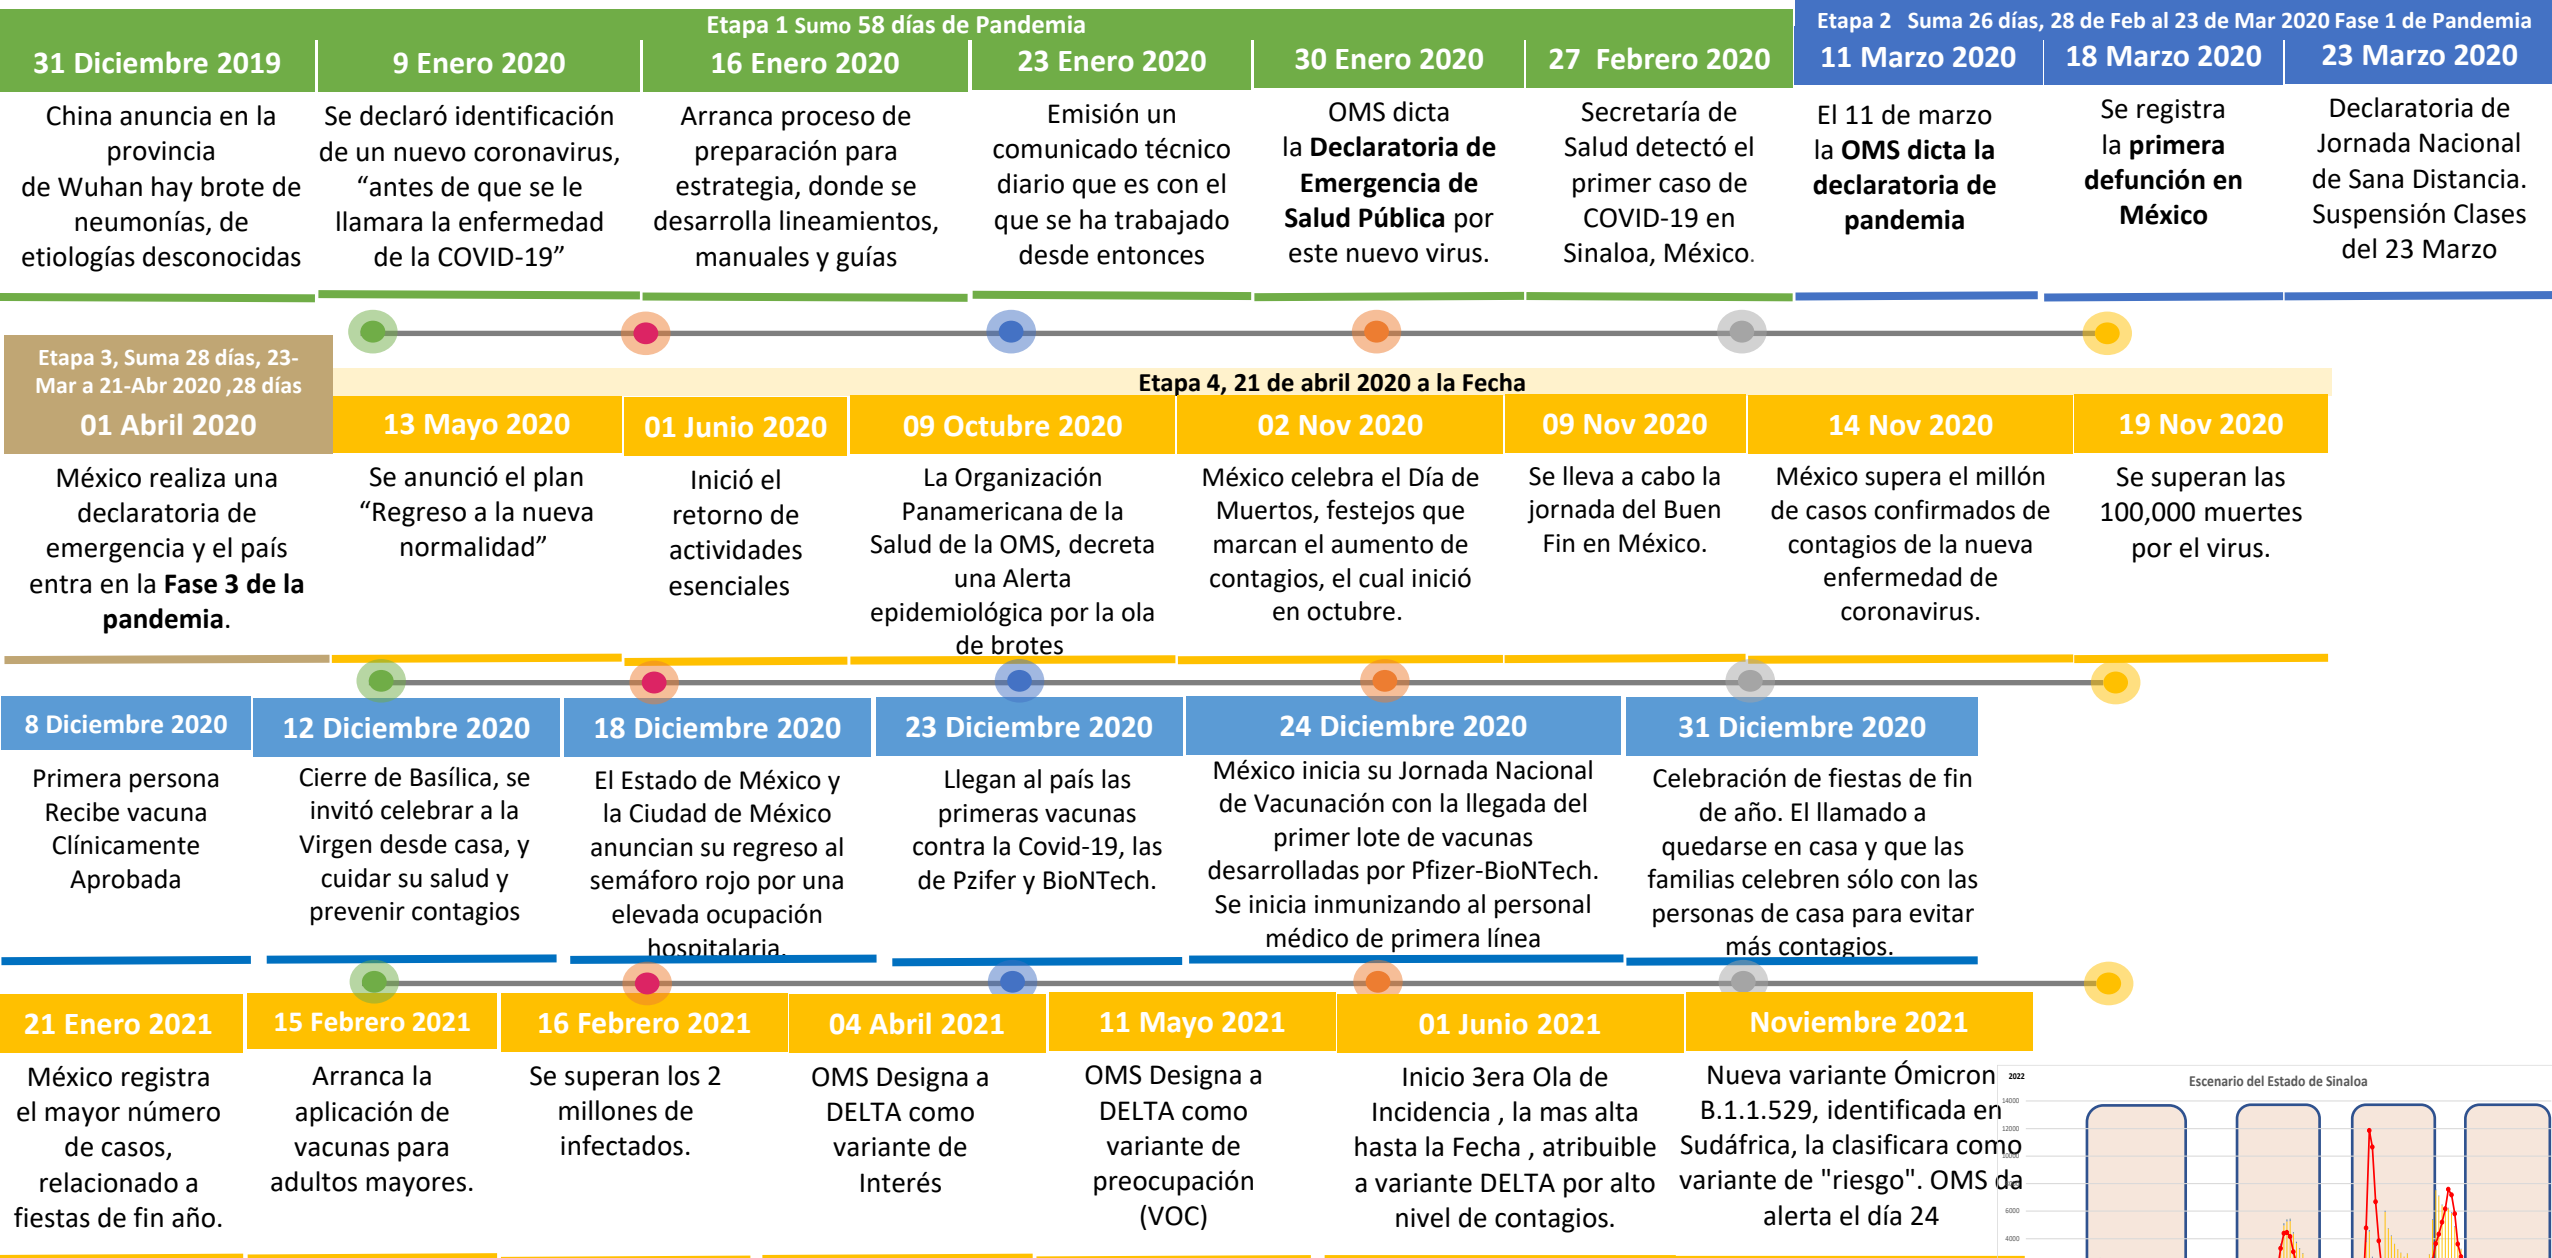 Etapa 1 Sumo 58 días de Pandemia
Etapa 2 Suma 26 días, 28 de Feb al 23 de Mar 2020 Fase 1 de Pandemia
31 Diciembre 2019
China anuncia en la
provincia
de Wuhan hay brote de
neumonías, de
etiologías desconocidas
9 Enero 2020
Se declaró identificación
de un nuevo coronavirus,
“antes de que se le
llamara la enfermedad
de la COVID-19”
16 Enero 2020
Arranca proceso de
preparación para
estrategia, donde se
desarrolla lineamientos,
manuales y guías
23 Enero 2020
Emisión un
comunicado técnico
diario que es con el
que se ha trabajado
desde entonces
30 Enero 2020
OMS dicta
la Declaratoria de
Emergencia de
Salud Pública por
este nuevo virus.
27 Febrero 2020
Secretaría de
Salud detectó el
primer caso de
COVID-19 en
Sinaloa, México.
11 Marzo 2020
El 11 de marzo
la OMS dicta la
declaratoria de
pandemia
18 Marzo 2020
Se registra
la primera
defunción en
México
23 Marzo 2020
Declaratoria de
Jornada Nacional
de Sana Distancia.
Suspensión Clases
del 23 Marzo
Etapa 3, Suma 28 días, 23-
Mar a 21-Abr 2020 ,28 días
01 Abril 2020
México realiza una
declaratoria de
emergencia y el país
entra en la Fase 3 de la
pandemia.
Etapa 4, 21 de abril 2020 a la Fecha
13 Mayo 2020
Se anunció el plan
“Regreso a la nueva
normalidad”
01 Junio 2020
Inició el
retorno de
actividades
esenciales
09 Octubre 2020
La Organización
Panamericana de la
Salud de la OMS, decreta
una Alerta
epidemiológica por la ola
de brotes
02 Nov 2020
México celebra el Día de
Muertos, festejos que
marcan el aumento de
contagios, el cual inició
en octubre.
09 Nov 2020
Se lleva a cabo la
jornada del Buen
Fin en México.
14 Nov 2020
México supera el millón
de casos confirmados de
contagios de la nueva
enfermedad de
coronavirus.
19 Nov 2020
Se superan las
100,000 muertes
por el virus.
8 Diciembre 2020
Primera persona
Recibe vacuna
Clínicamente
Aprobada
12 Diciembre 2020
Cierre de Basílica, se
invitó celebrar a la
Virgen desde casa, y
cuidar su salud y
prevenir contagios
18 Diciembre 2020
El Estado de México y
la Ciudad de México
anuncian su regreso al
semáforo rojo por una
elevada ocupación
hospitalaria.
23 Diciembre 2020
Llegan al país las
primeras vacunas
contra la Covid-19, las
de Pzifer y BioNTech.
24 Diciembre 2020
México inicia su Jornada Nacional
de Vacunación con la llegada del
primer lote de vacunas
desarrolladas por Pfizer-BioNTech.
Se inicia inmunizando al personal
médico de primera línea
31 Diciembre 2020
Celebración de fiestas de fin
de año. El llamado a
quedarse en casa y que las
familias celebren sólo con las
personas de casa para evitar
más contagios.
21 Enero 2021
México registra
el mayor número
de casos,
relacionado a
fiestas de fin año.
15 Febrero 2021
Arranca la
aplicación de
vacunas para
adultos mayores.
16 Febrero 2021
Se superan los 2
millones de
infectados.
04 Abril 2021
OMS Designa a
DELTA como
variante de
Interés
11 Mayo 2021
OMS Designa a
DELTA como
variante de
preocupación
(VOC)
01 Junio 2021
Inicio 3era Ola de
Incidencia , la mas alta
hasta la Fecha , atribuible
a variante DELTA por alto
nivel de contagios.
Noviembre 2021
Nueva variante Ómicron
B.1.1.529, identificada en
Sudáfrica, la clasificara como
variante de "riesgo". OMS da
alerta el día 24
2022
Escenario del Estado de Sinaloa
14000
12000
10000
6000
4000